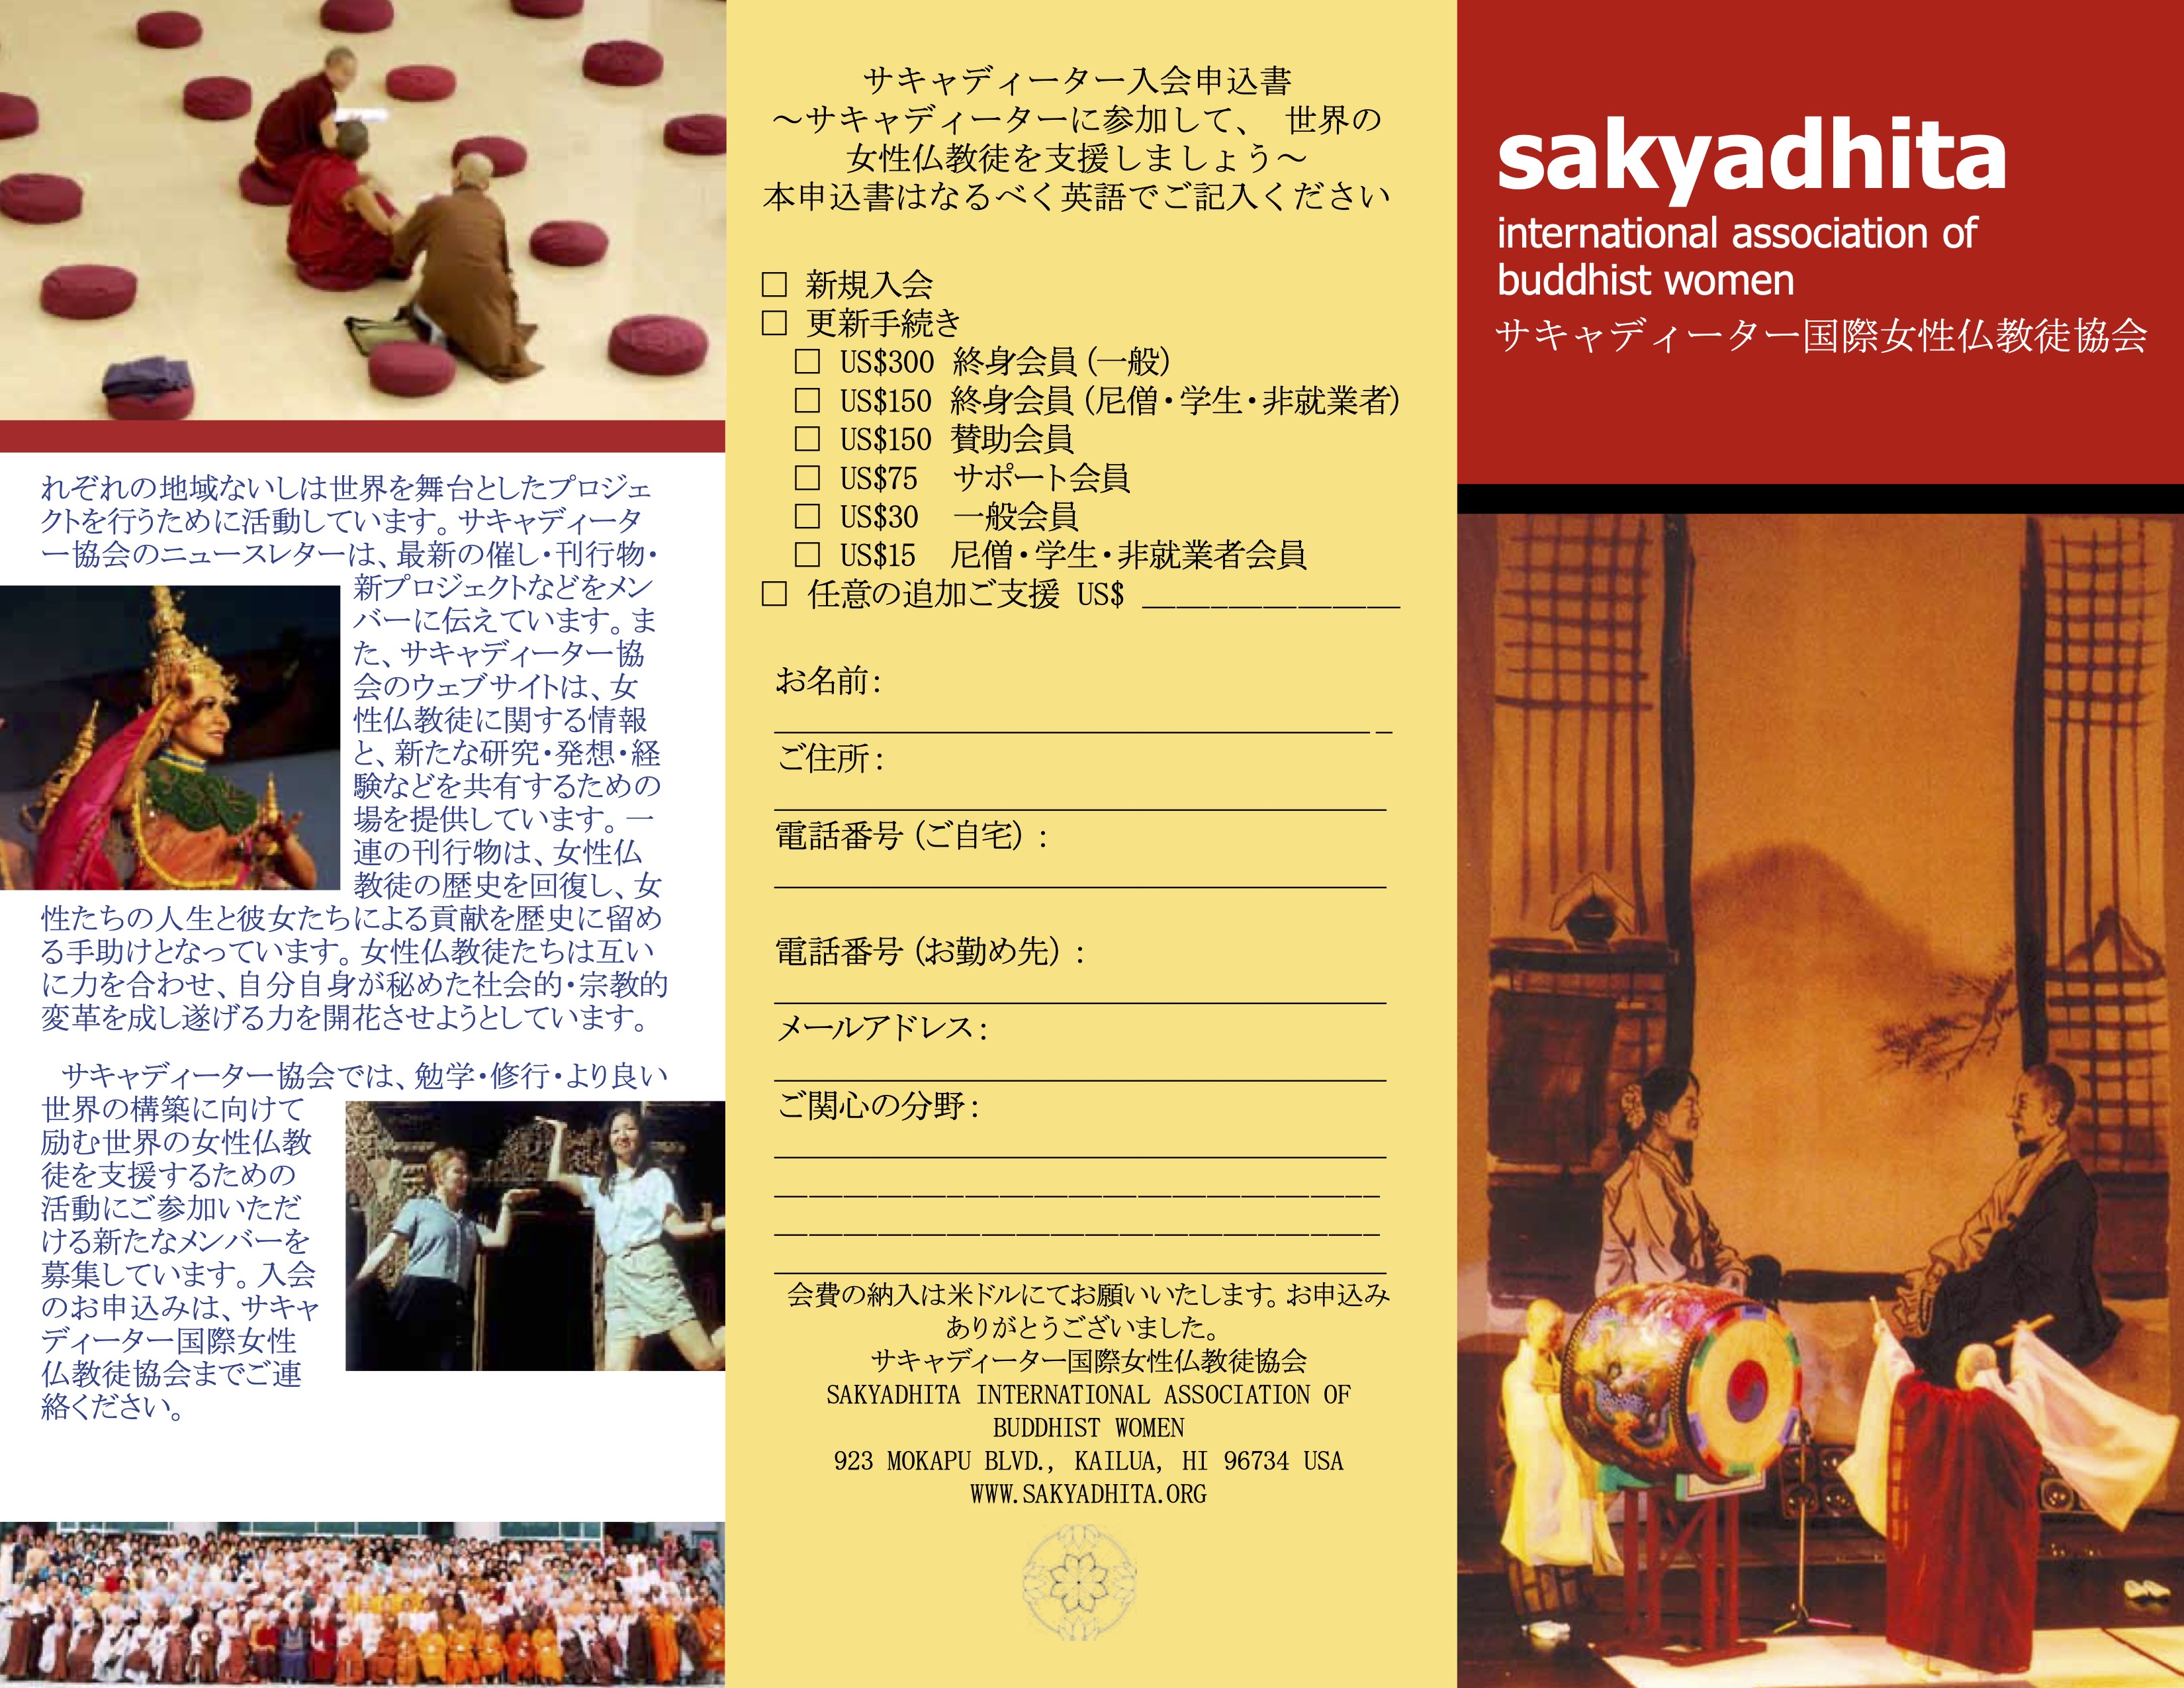 れぞれの地域ないしは世界を舞台としたプロジェ
クトを行うために活動しています。サキャディータ
ー協会のニュースレターは、最新の催し・刊行物・
新プロジェクトなどをメン
バーに伝えています。ま
た、サキャディーター協
会のウェブサイトは、女
性仏教徒に関する情報
と、新たな研究・発想・経
験などを共有するための
場を提供しています。一
連の刊行物は、女性仏
教徒の歴史を回復し、女
性たちの人生と彼女たちによる貢献を歴史に留め
る手助けとなっています。女性仏教徒たちは互い
に力を合わせ、自分自身が秘めた社会的・宗教的
変革を成し遂げる力を開花させようとしています。
サキャディーター協会では、勉学・修行・より良い
世界の構築に向けて
励む世界の女性仏教
徒を支援するための
活動にご参加いただ
ける新たなメンバーを
募集しています。入会
のお申込みは、サキャ
ディーター国際女性
仏教徒協会までご連
絡ください。
サキャディーター入会申込書
～サキャディーターに参加して、 世界の
女性仏教徒を支援しましょう～
本申込書はなるべく英語でご記入ください
□ 新規入会
□ 更新手続き
□ US$300 終身会員(一般)
□ US$150 終身会員(尼僧・学生・非就業者)
□ US$150 賛助会員
□ US$75 サポート会員
□ US$30 一般会員
□ US$15 尼僧・学生・非就業者会員
□ 任意の追加ご支援 US$ _______________
お名前:
ご住所:
電話番号(ご自宅):
電話番号(お勤め先):
メールアドレス:
ご関心の分野:
会費の納入は米ドルにてお願いいたします。お申込み
ありがとうございました。
サキャディーター国際女性仏教徒協会
SAKYADHITA INTERNATIONAL ASSOCIATION OF
BUDDHIST WOMEN
923 MOKAPU BLVD., KAILUA, HI 96734 USA
WWW.SAKYADHITA.ORG
sakyadhita
international association of
buddhist women
サキャディーター国際女性仏教徒協会